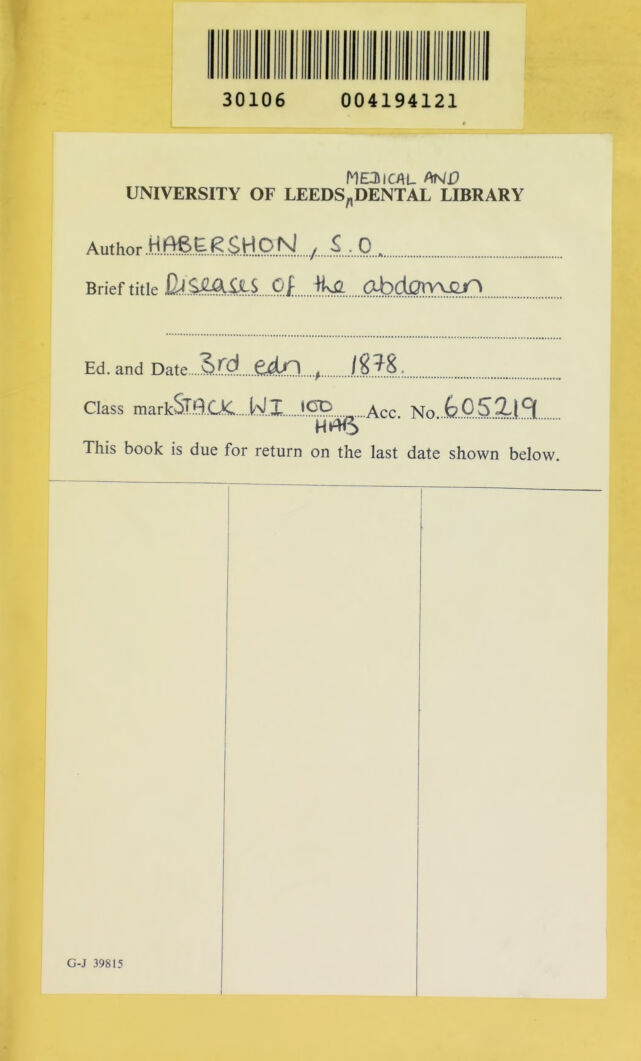 30106 004194121
MEDICAL AND
UNIVERSITY OF LEEDS, DENTAL LIBRARY
Author HABERSHON, S.O.
Brief title Diseases of the abdomen
Ed. and Date 3rd edn, 1878.
Class mark STACK WI 100 Acc. No. 605219
HAB
This book is due for return on the last date shown below.
G-J 39815